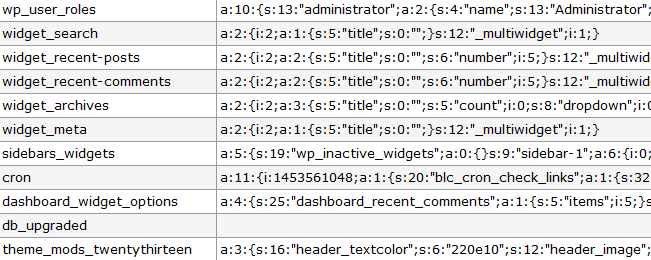 wp_user_roles a:10:{s:13:"administrator";a:2:{s:4:"name";s:13:"Administrator";
widget_search a:2:{i:2;a:1:{s:5:"title";s:0:"";}s:12:"_multiwidget";i:1;}
widget_recent-posts a:2:{i:2;a:2:{s:5:"title";s:0:"";s:6:"number";i:5;}s:12:"_multiwid
widget_recent-comments a:2:{i:2;a:2:{s:5:"title";s:0:"";s:6:"number";i:5;}s:12:"_multiwid
widget_archives a:2:{i:2;a:3:{s:5:"title";s:0:"";s:5:"count";i:0;s:8:"dropdown";i:0
widget_meta a:2:{i:2;a:1:{s:5:"title";s:0:"";}s:12:"_multiwidget";i:1;}
sidebars_widgets a:5:{s:19:"wp_inactive_widgets";a:0:{}s:9:"sidebar-1";a:6:{i:0;
cron a:11:{i:1453561048;a:1:{s:20:"blc_cron_check_links";a:1:{s:32
dashboard_widget_options a:4:{s:25:"dashboard_recent_comments";a:1:{s:5:"items";i:5;}s
db_upgraded
theme_mods_twentythirteen a:3:{s:16:"header_textcolor";s:6:"220e10";s:12:"header_image";